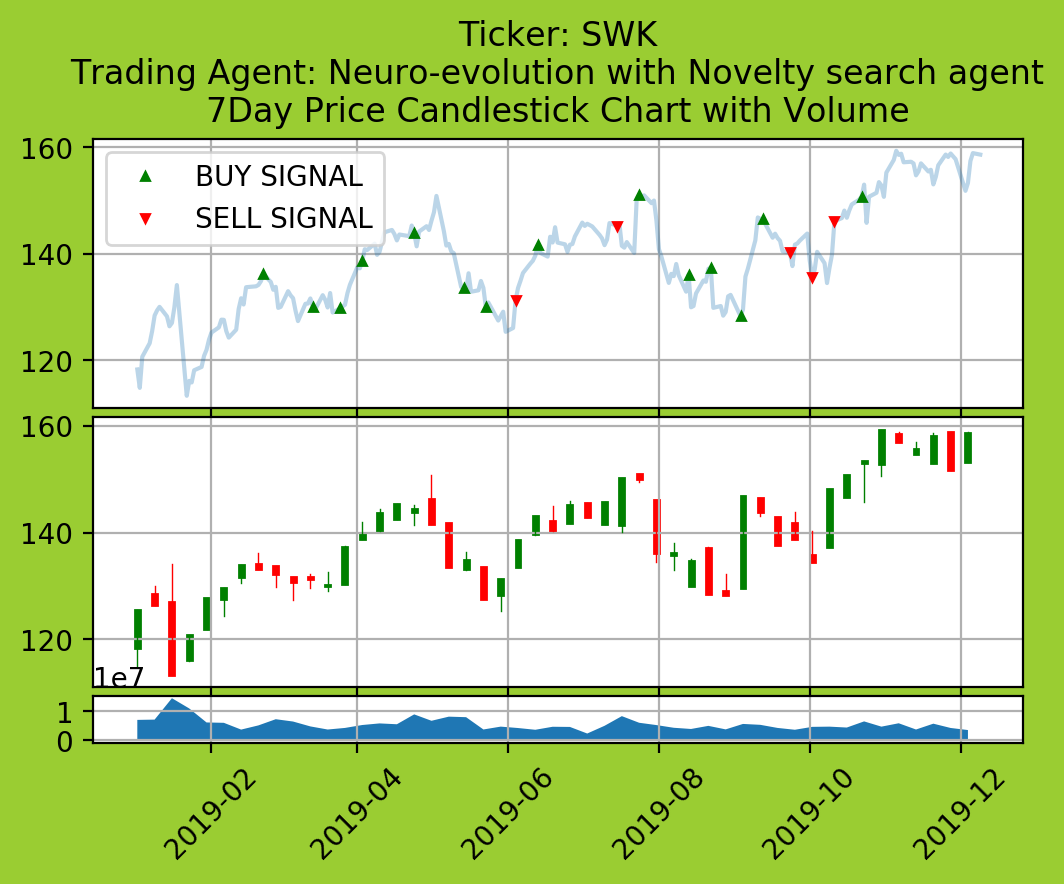 Ticker: SWK
Trading Agent: Neuro-evolution with Novelty search agent
7Day Price Candlestick Chart with Volume
160
BUY SIGNAL
SELL SIGNAL
140
120
160
140
120
1e7
1
0
2019-02
2019-04
2019-06
2019-08
2019-10
2019-12